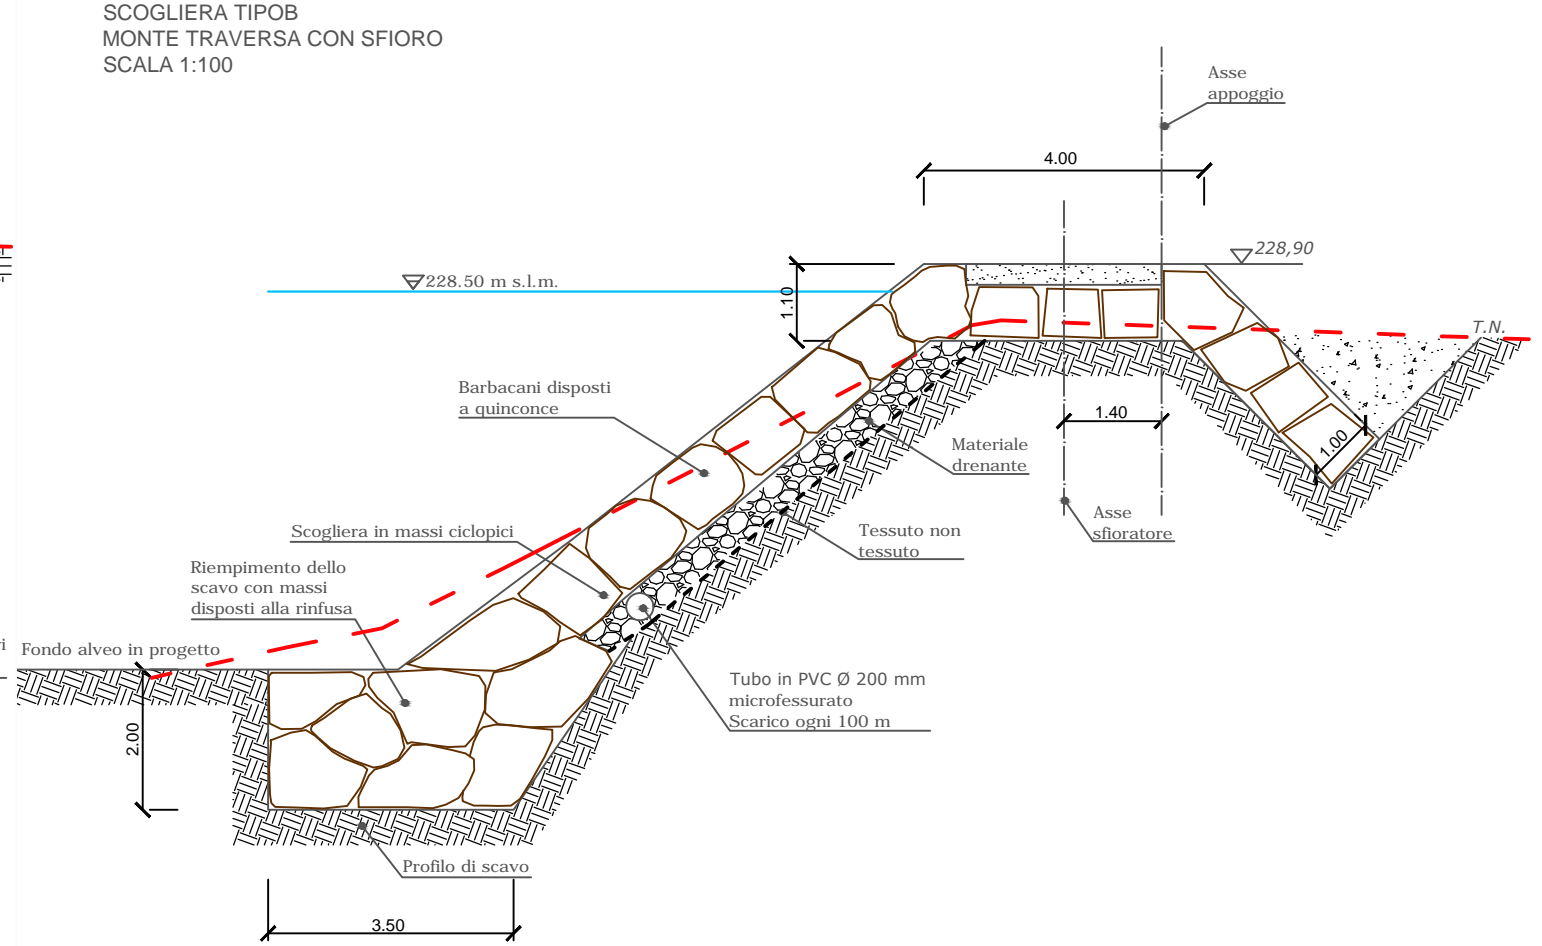 SCOGLIERA TIPOB
MONTE TRAVERSA CON SFIORO
SCALA 1:100
Asse
appoggio
4.00
228,90
228.50 m s.l.m.
1.10
T.N.
Barbacani disposti
a quinconce
1.40
Materiale
drenante
1.00
Scogliera in massi ciclopici
Tessuto non
tessuto
Asse
sfioratore
Riempimento dello
scavo con massi
disposti alla rinfusa
Fondo alveo in progetto
Tubo in PVC Ø 200 mm
microfessurato
Scarico ogni 100 m
2.00
Profilo di scavo
3.50